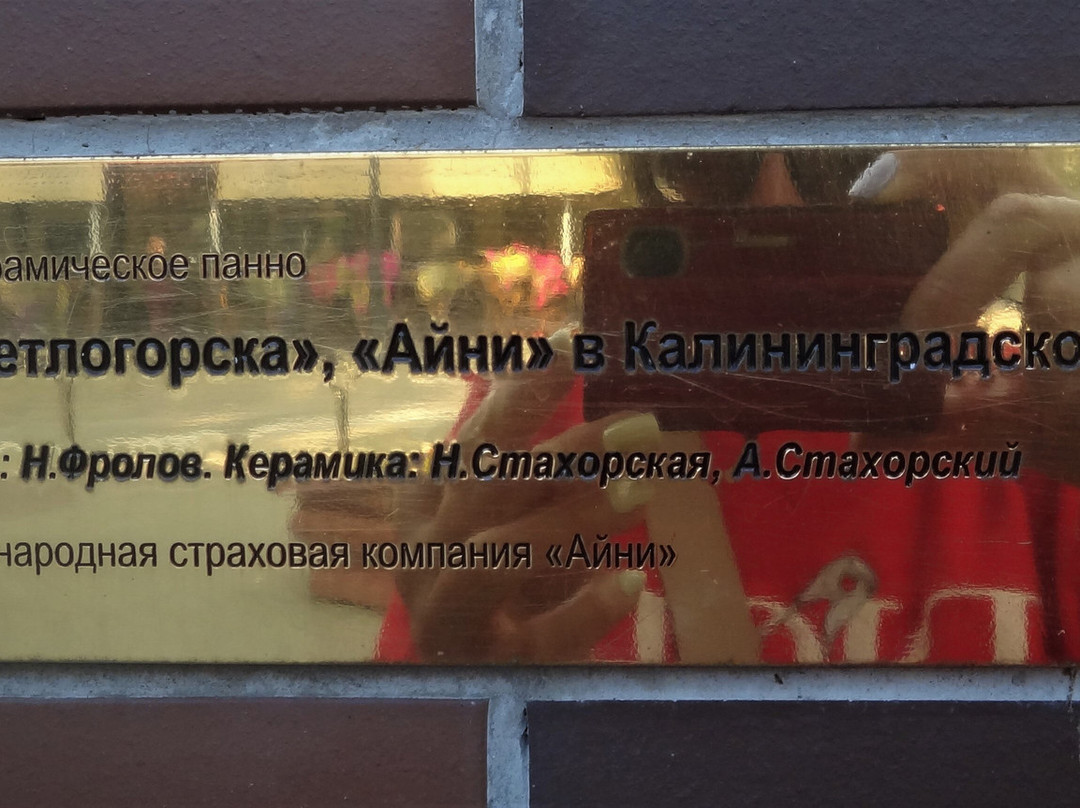 рамическое панно
етлогорска», «Айни» в Калининградско
: Н.Фролов. Керамика: Н.Стахорская, А.Стахорский
народная страховая компания «Айни»